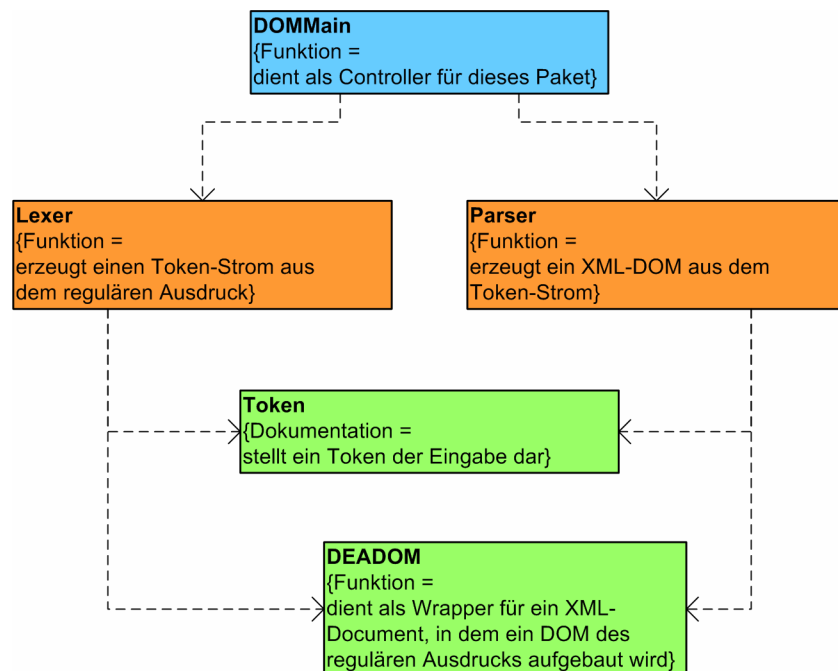 DOMMain
{Funktion =
dient als Controller für dieses Paket}
Lexer
{Funktion =
erzeugt einen Token-Strom aus
dem regulären Ausdruck}
Parser
{Funktion =
erzeugt ein XML-DOM aus dem
Token-Strom}
Token
{Dokumentation =
stellt ein Token der Eingabe dar}
DEADOM
{Funktion =
dient als Wrapper für ein XML-
Document, in dem ein DOM des
regulären Ausdrucks aufgebaut wird}